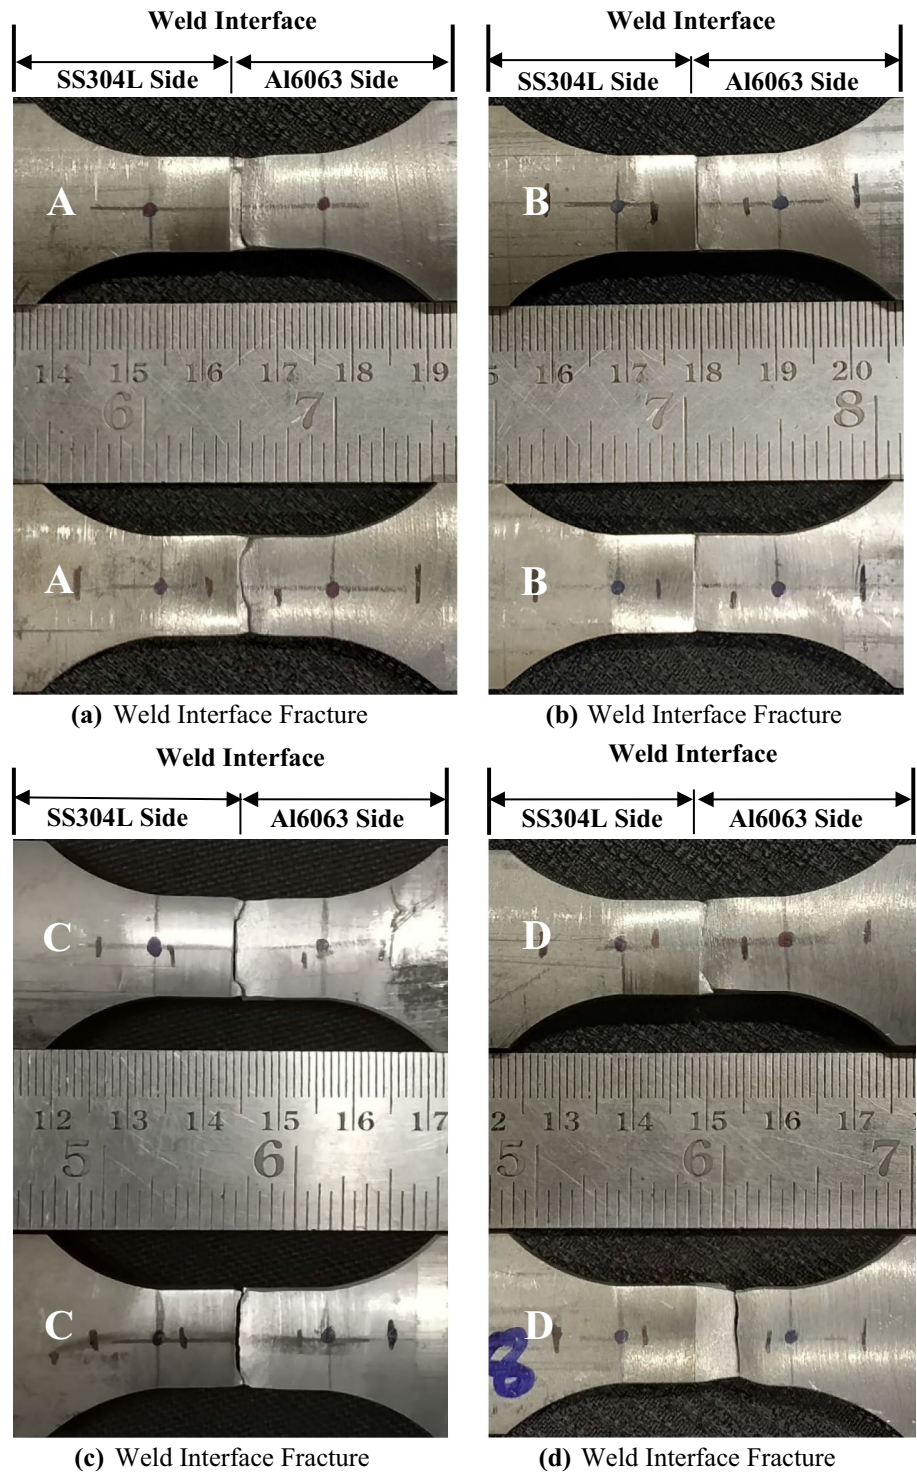 Weld Interface
SS304L Side
Al6063 Side
A
14 15 16 17 18 19
6 7
A
(a) Weld Interface Fracture
Weld Interface
SS304L Side
Al6063 Side
B
5 16 17 18 19 20
7 8
B
(b) Weld Interface Fracture
Weld Interface
SS304L Side
Al6063 Side
C
12 13 14 15 16 17
5 6
C
(c) Weld Interface Fracture
Weld Interface
SS304L Side
Al6063 Side
D
2 13 14 15 16 17
5 6 7
D
8
(d) Weld Interface Fracture